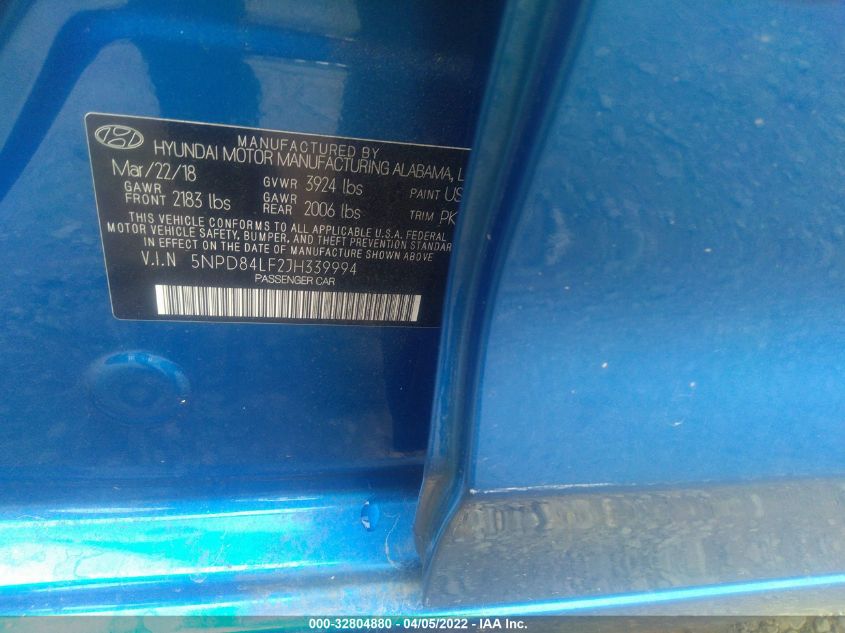 MANUFACTURED BY
HYUNDAI MOTOR MANUFACTURING ALABAMA, L
Mar/22/18 GVWR 3924 lbs PAINT US
GAWR FRONT 2183 lbs GAWR REAR 2006 lbs TRIM PK
THIS VEHICLE CONFORMS TO ALL APPLICABLE U.S.A. FEDERAL
MOTOR VEHICLE SAFETY, BUMPER, AND THEFT PREVENTION STANDAR
IN EFFECT ON THE DATE OF MANUFACTURE SHOWN ABOVE
V.I.N 5NPD84LF2JH339994
PASSENGER CAR
000-32804880 - 04/05/2022 - IAA Inc.